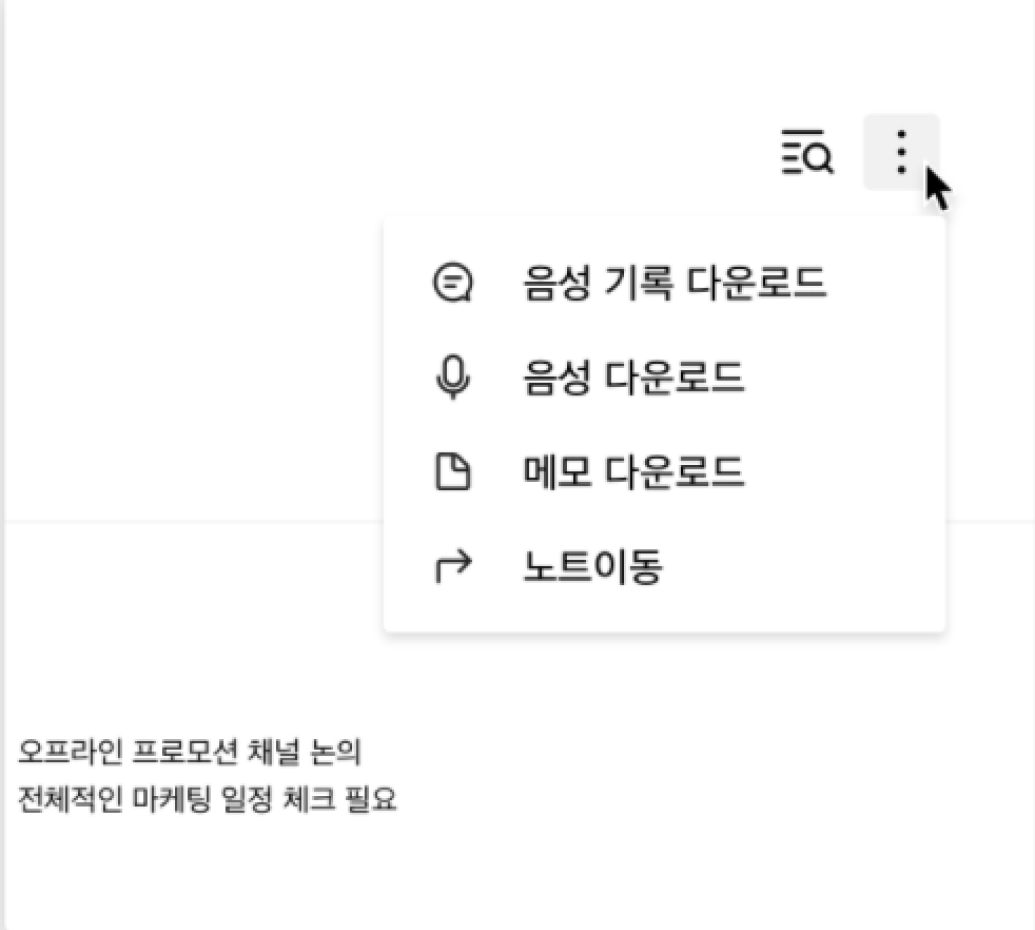 음성 기록 다운로드
음성 다운로드
메모 다운로드
노트이동
오프라인 프로모션 채널 논의
전체적인 마케팅 일정 체크 필요